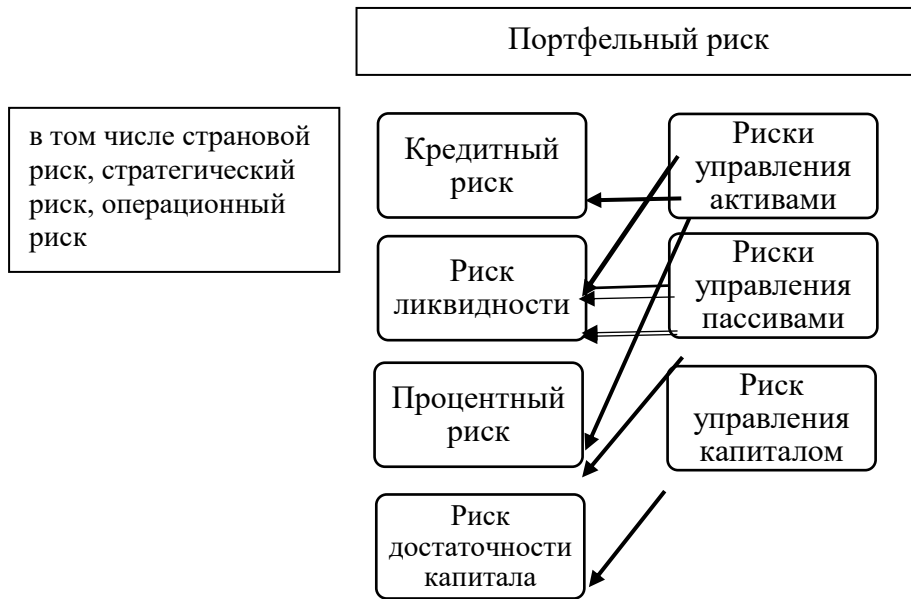 Портфельный риск
в том числе страновой
риск, стратегический
риск, операционный
риск
Кредитный
риск
Риски
управления
активами
Риск
ликвидности
Риски
управления
пассивами
Процентный
риск
Риск
управления
капиталом
Риск
достаточности
капитала